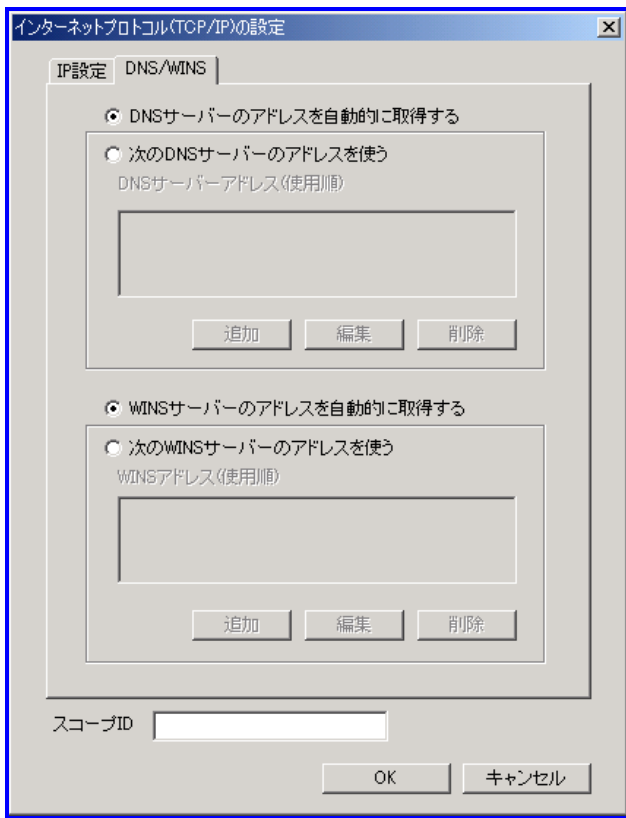 インターネットプロトコル(TCP/IP)の設定
IP設定 DNS/WINS
DNSサーバーのアドレスを自動的に取得する
次のDNSサーバーのアドレスを使う
DNSサーバーアドレス(使用順)
追加 編集 削除
WINSサーバーのアドレスを自動的に取得する
次のWINSサーバーのアドレスを使う
WINSアドレス(使用順)
追加 編集 削除
スコープID
OK キャンセル